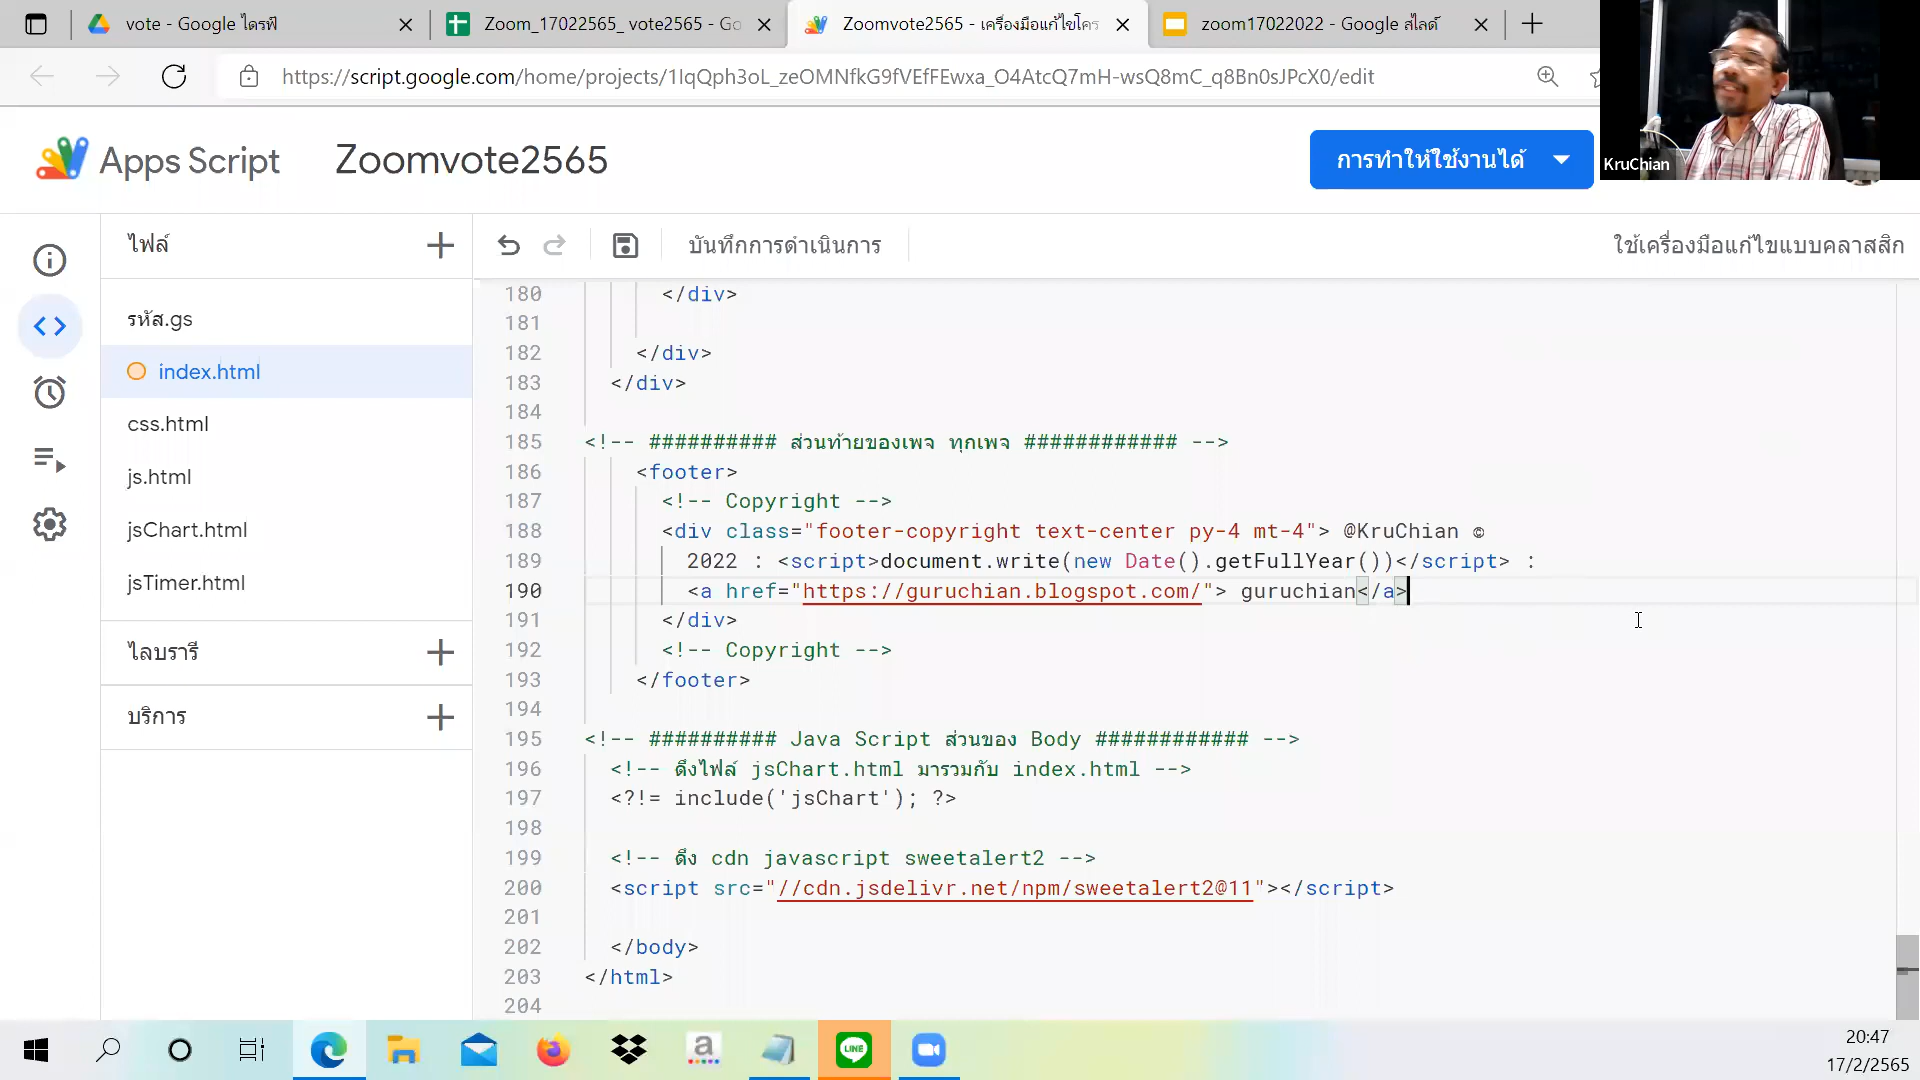 vote - Google ไดรฟ์
Zoom_17022565_ vote2565 - Go
Zoomvote2565 - เครื่องมือแก้ไขโคร
zoom17022022 - Google สไลด์
https://script.google.com/home/projects/1IqQph3oL_zeOMNfkG9fVEfFEwxa_O4AtcQ7mH-wsQ8mC_q8Bn0sJPcX0/edit
Apps Script
Zoomvote2565
การทำให้ใช้งานได้
KruChian
ไฟล์
บันทึกการดำเนินการ
ใช้เครื่องมือแก้ไขแบบคลาสสิก
รหัส.gs
index.html
css.html
js.html
jsChart.html
jsTimer.html
ไลบรารี
บริการ
180 </div>
181
182 </div>
183 </div>
184
185 <!-- ########## ส่วนท้ายของเพจ ทุกเพจ ############ -->
186 <footer>
187 <!-- Copyright -->
188 <div class="footer-copyright text-center py-4 mt-4"> @KruChian ©
189 2022 : <script>document.write(new Date().getFullYear())</script> :
190 <a href="https://guruchian.blogspot.com/"> guruchian</a>
191 </div>
192 <!-- Copyright -->
193 </footer>
194
195 <!-- ########## Java Script ส่วนของ Body ############ -->
196 <!-- ดึงไฟล์ jsChart.html มารวมกับ index.html -->
197 <?!= include('jsChart'); ?>
198
199 <!-- ดึง cdn javascript sweetalert2 -->
200 <script src="//cdn.jsdelivr.net/npm/sweetalert2@11"></script>
201
202 </body>
203 </html>
204
a
LINE
20:47
17/2/2565